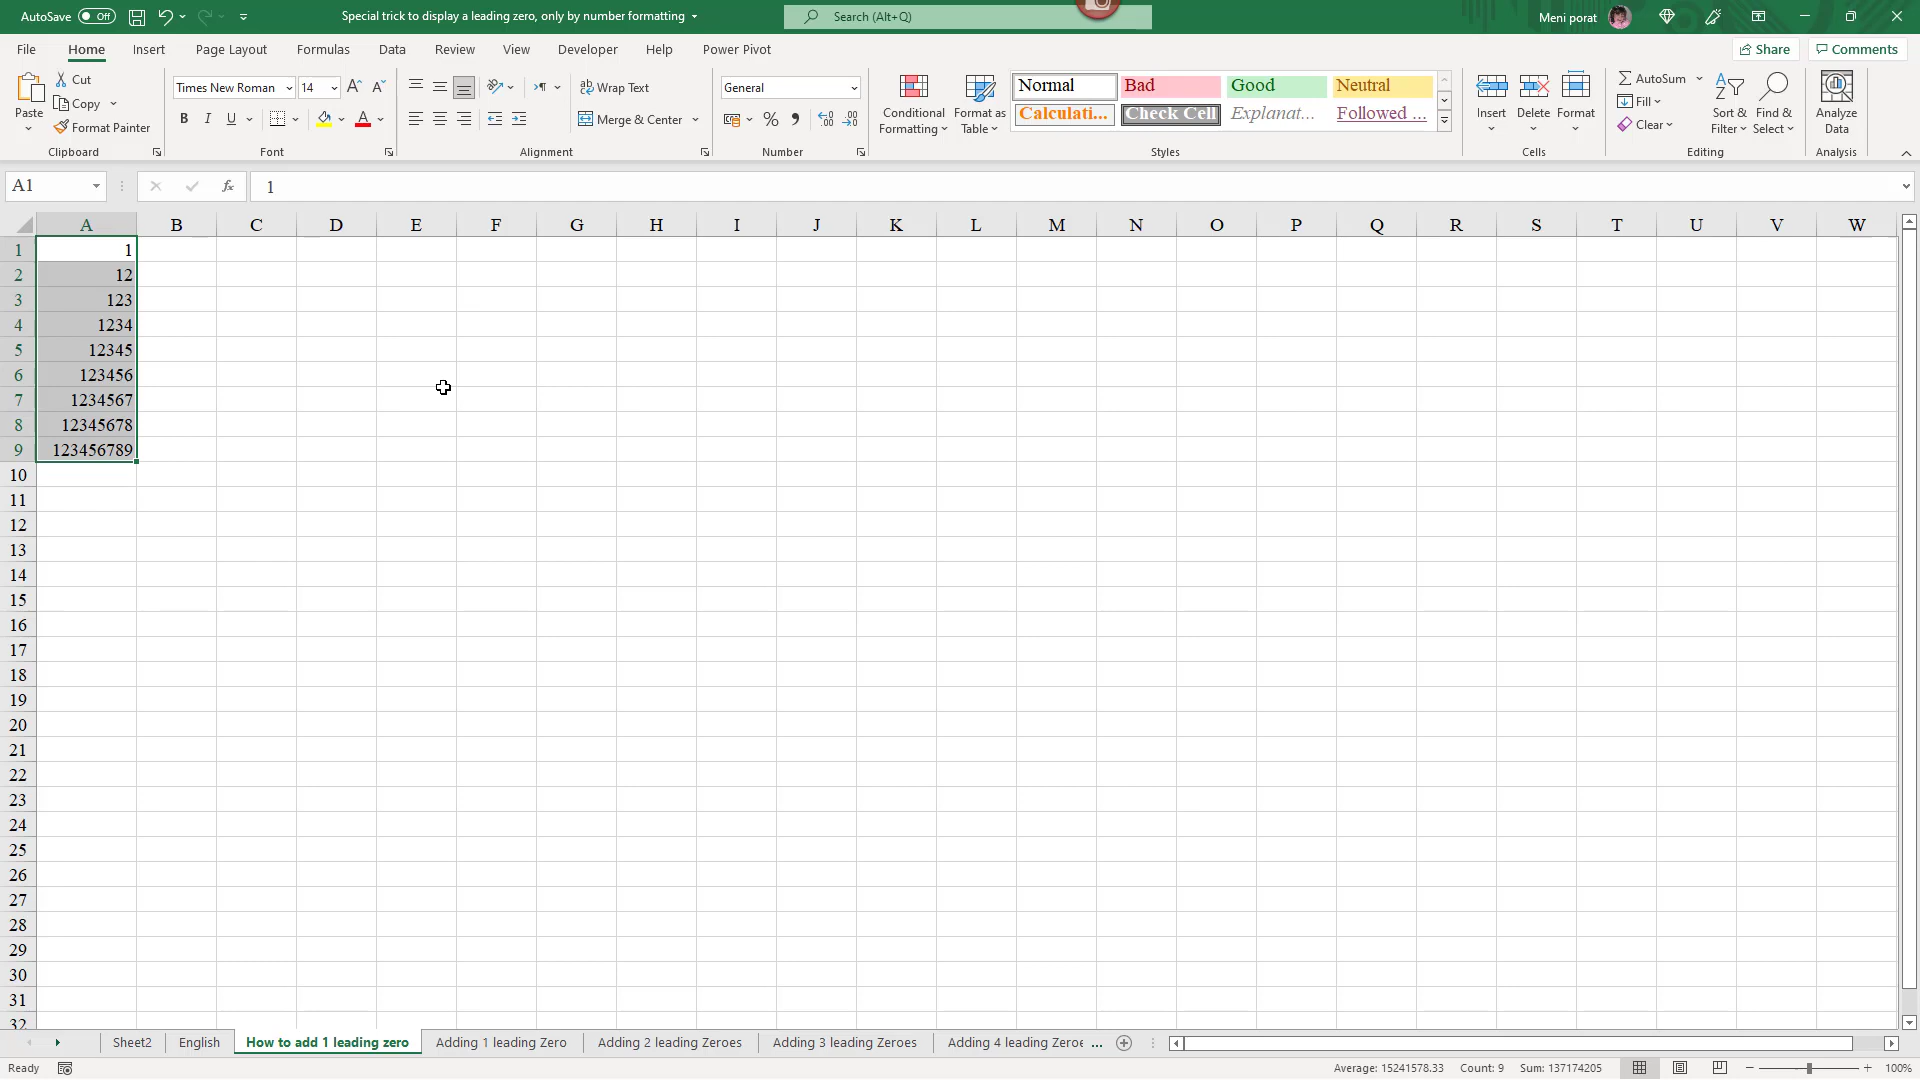 AutoSave Off
Special trick to display a leading zero, only by number formatting
Search (Alt+Q)
Meni porat
File Home Insert Page Layout Formulas Data Review View Developer Help Power Pivot
Share Comments
Paste
Cut
Copy
Format Painter
Clipboard
Times New Roman 14
B I U A
Font
Wrap Text
Merge & Center
Alignment
General
%
Number
Conditional Formatting
Format as Table
Normal Bad Good Neutral
Calculati... Check Cell Explanat... Followed ...
Styles
Insert Delete Format
Cells
AutoSum
Fill
Clear
Sort & Filter
Find & Select
Editing
Analyze Data
Analysis
A1 fx 1
A B C D E F G H I J K L M N O P Q R S T U V W
1 1
2 12
3 123
4 1234
5 12345
6 123456
7 1234567
8 12345678
9 123456789
10
11
12
13
14
15
16
17
18
19
20
21
22
23
24
25
26
27
28
29
30
31
32
Sheet2 English How to add 1 leading zero Adding 1 leading Zero Adding 2 leading Zeroes Adding 3 leading Zeroes Adding 4 leading Zeroe ...
Ready Average: 15241578.33 Count: 9 Sum: 137174205 100%